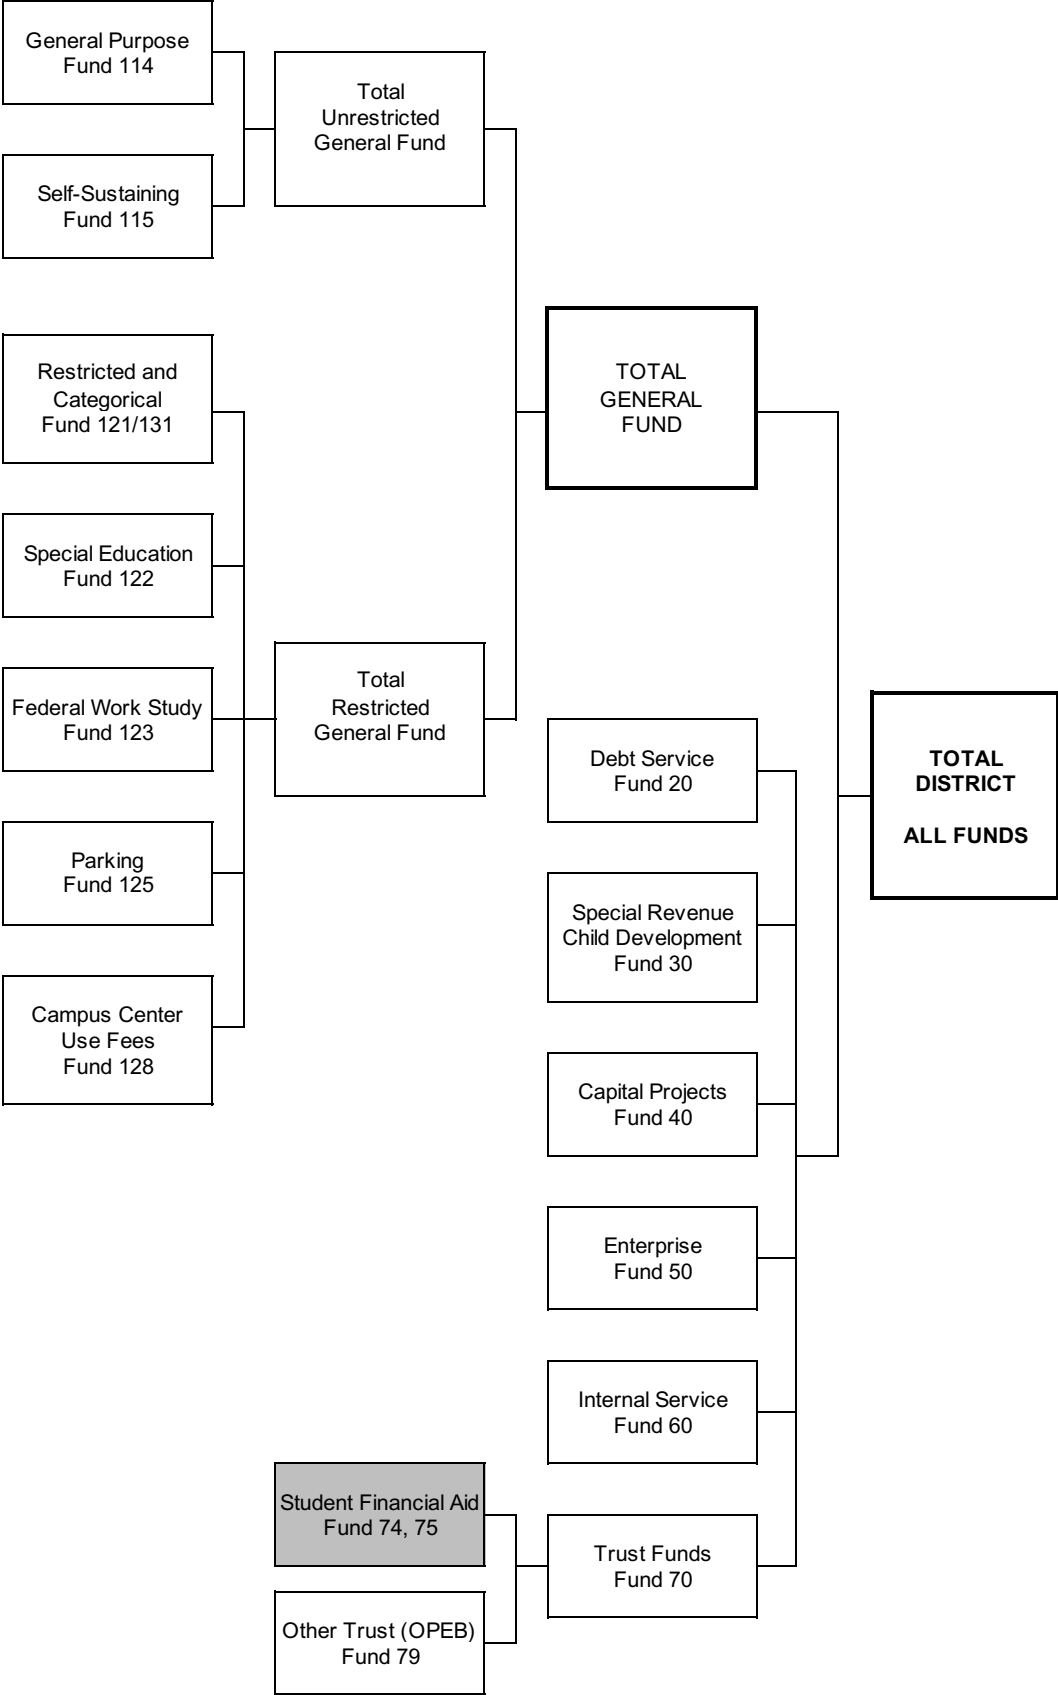 General Purpose
Fund 114
Total
Unrestricted
General Fund
Self-Sustaining
Fund 115
Restricted and
Categorical
Fund 121/131
TOTAL
GENERAL
FUND
Special Education
Fund 122
Federal Work Study
Fund 123
Total
Restricted
General Fund
Debt Service
Fund 20
TOTAL
DISTRICT
ALL FUNDS
Parking
Fund 125
Special Revenue
Child Development
Fund 30
Campus Center
Use Fees
Fund 128
Capital Projects
Fund 40
Enterprise
Fund 50
Internal Service
Fund 60
Student Financial Aid
Fund 74, 75
Trust Funds
Fund 70
Other Trust (OPEB)
Fund 79